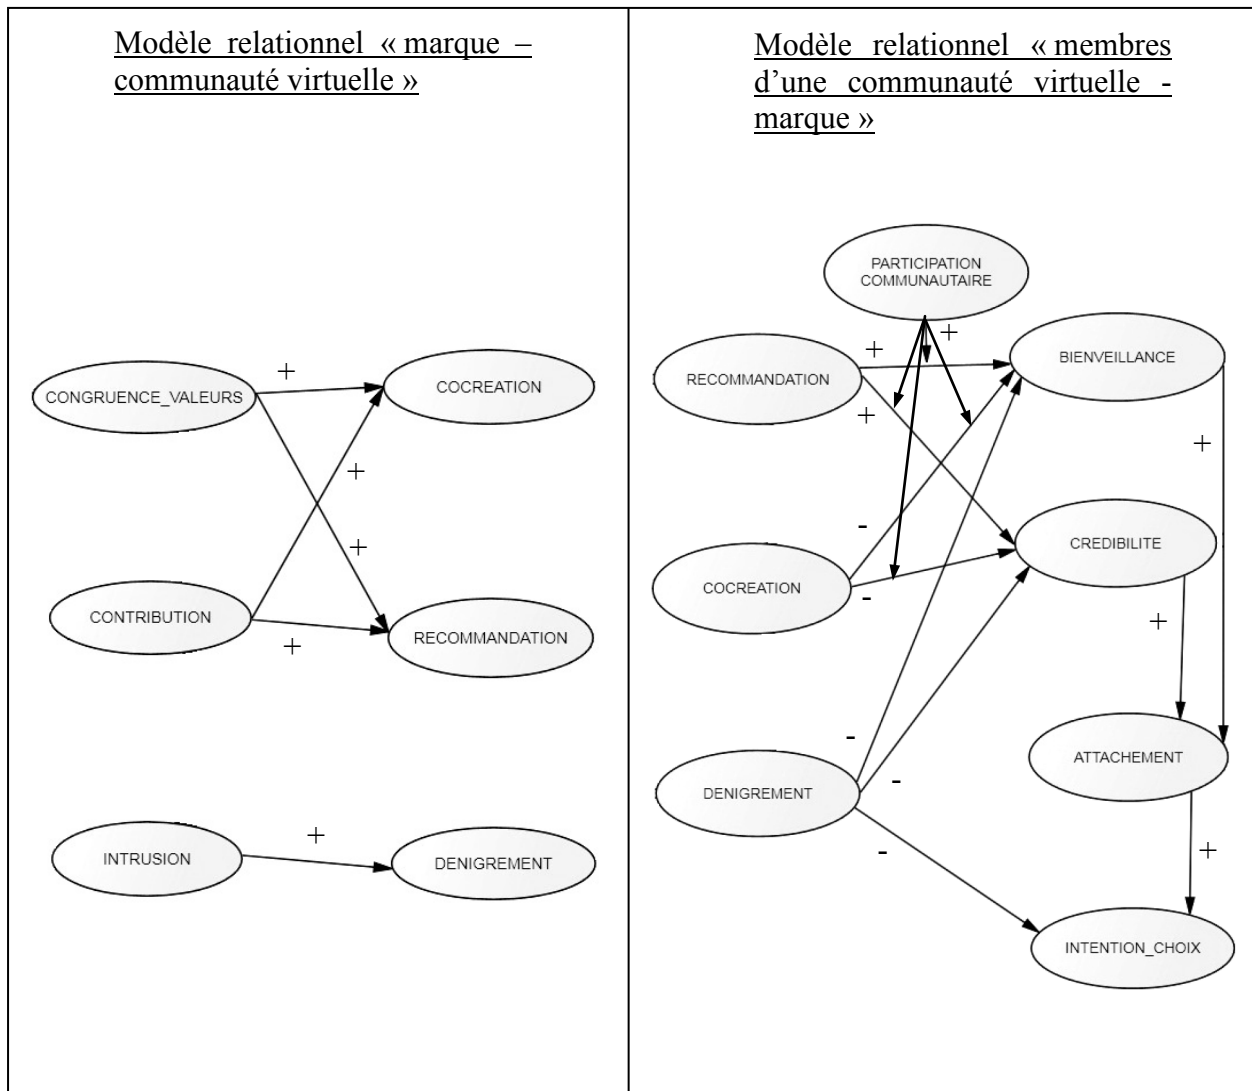 Modèle relationnel « marque –
communauté virtuelle »
CONGRUENCE_VALEURS
+
COCREATION
+
+
CONTRIBUTION
+
RECOMMANDATION
INTRUSION
+
DENIGREMENT
Modèle relationnel « membres
d'une communauté virtuelle -
marque »
PARTICIPATION
COMMUNAUTAIRE
+
RECOMMANDATION
+
BIENVEILLANCE
+
+
-
CREDIBILITE
COCREATION
-
+
-
ATTACHEMENT
DENIGREMENT
-
-
+
INTENTION_CHOIX